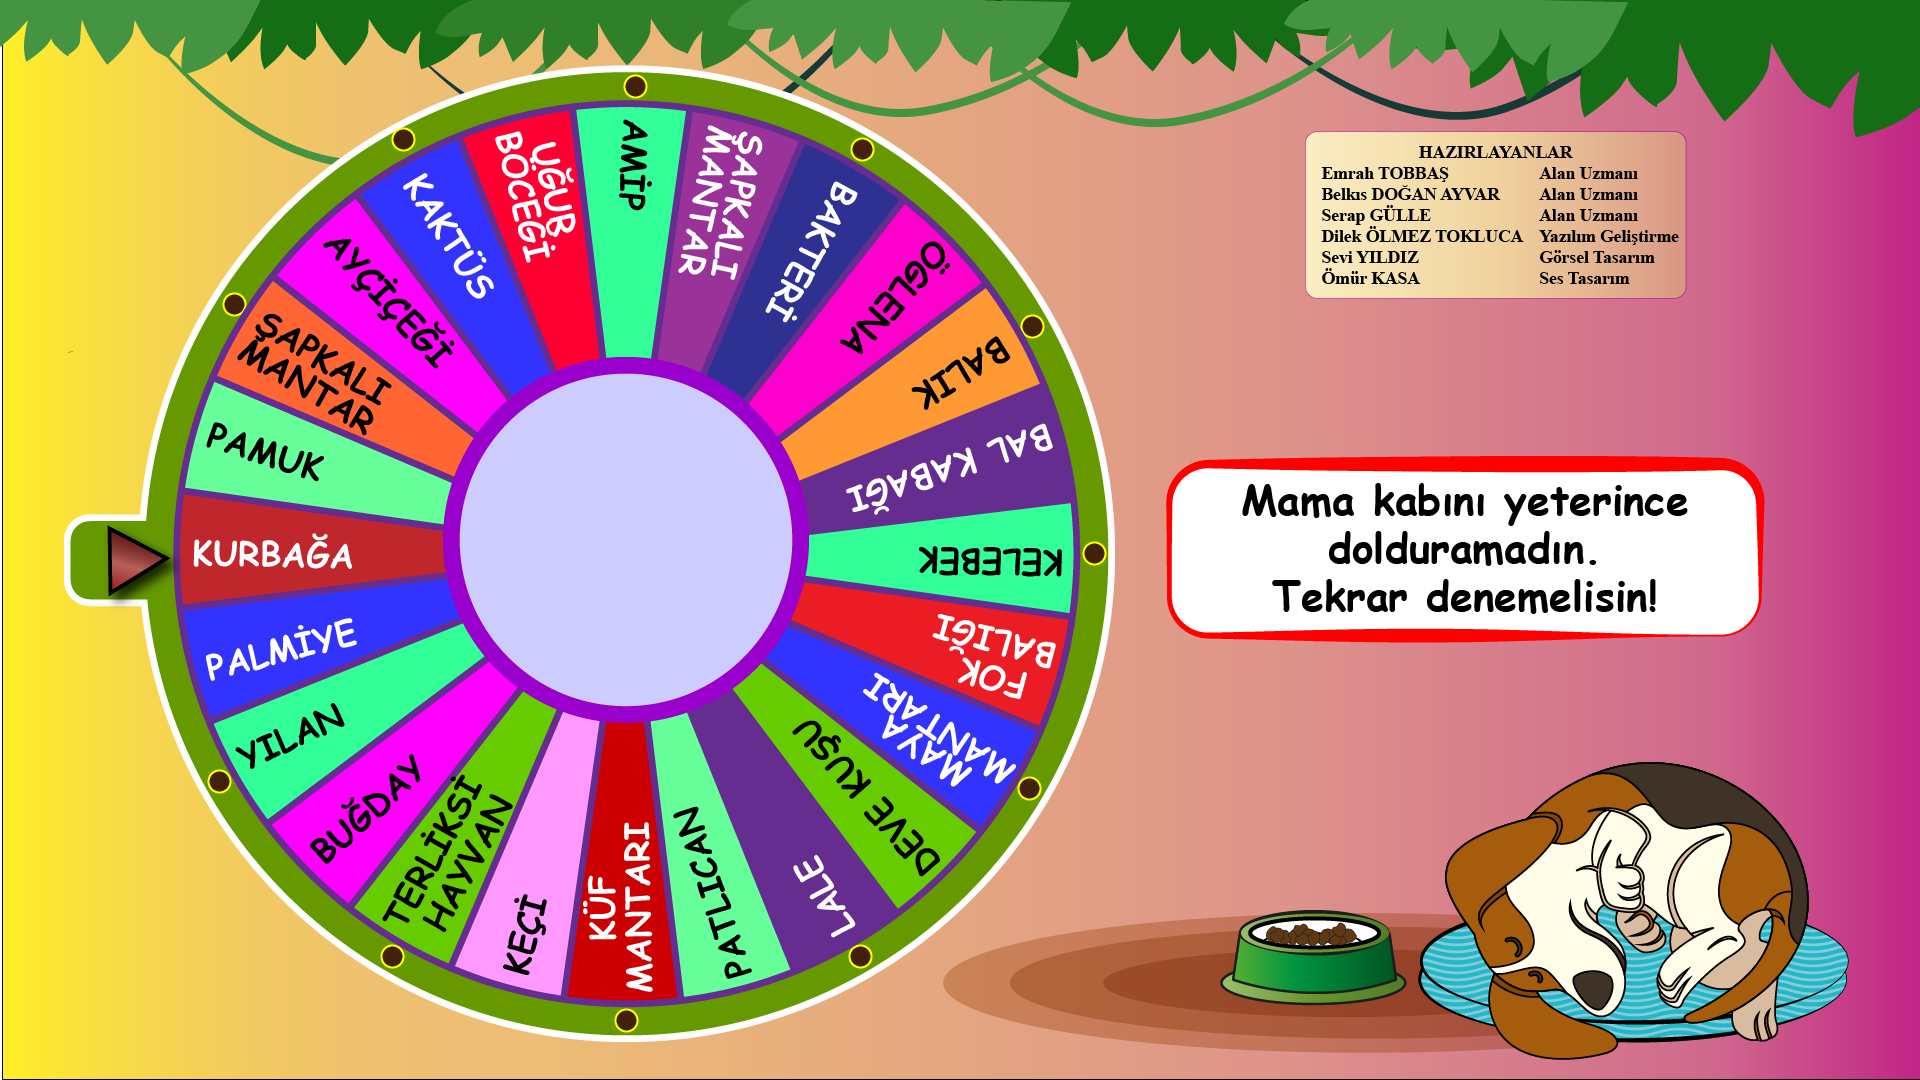 AMİP
ŞAPKALI
MANTAR
BAKTERİ
ÖGLENA
BALIK
BAL KABAĞI
KELEBEK
FOK
BALIĞI
MAYA
MANTARI
DEVE KUŞU
LALE
PATLICAN
KÜF
MANTARI
KEÇİ
TERLİKSİ
HAYVAN
BUĞDAY
YILAN
PALMİYE
KURBAĞA
PAMUK
ŞAPKALI
MANTAR
AYÇİÇEĞİ
KAKTÜS
UĞUR
BÖCEĞİ
HAZIRLAYANLAR
Emrah TOBBAŞ Alan Uzmanı
Belkıs DOĞAN AYVAR Alan Uzmanı
Serap GÜLLE Alan Uzmanı
Dilek ÖLMEZ TOKLUCA Yazılım Geliştirme
Sevi YILDIZ Görsel Tasarım
Ömür KASA Ses Tasarım
Mama kabını yeterince
dolduramadın.
Tekrar denemelisin!